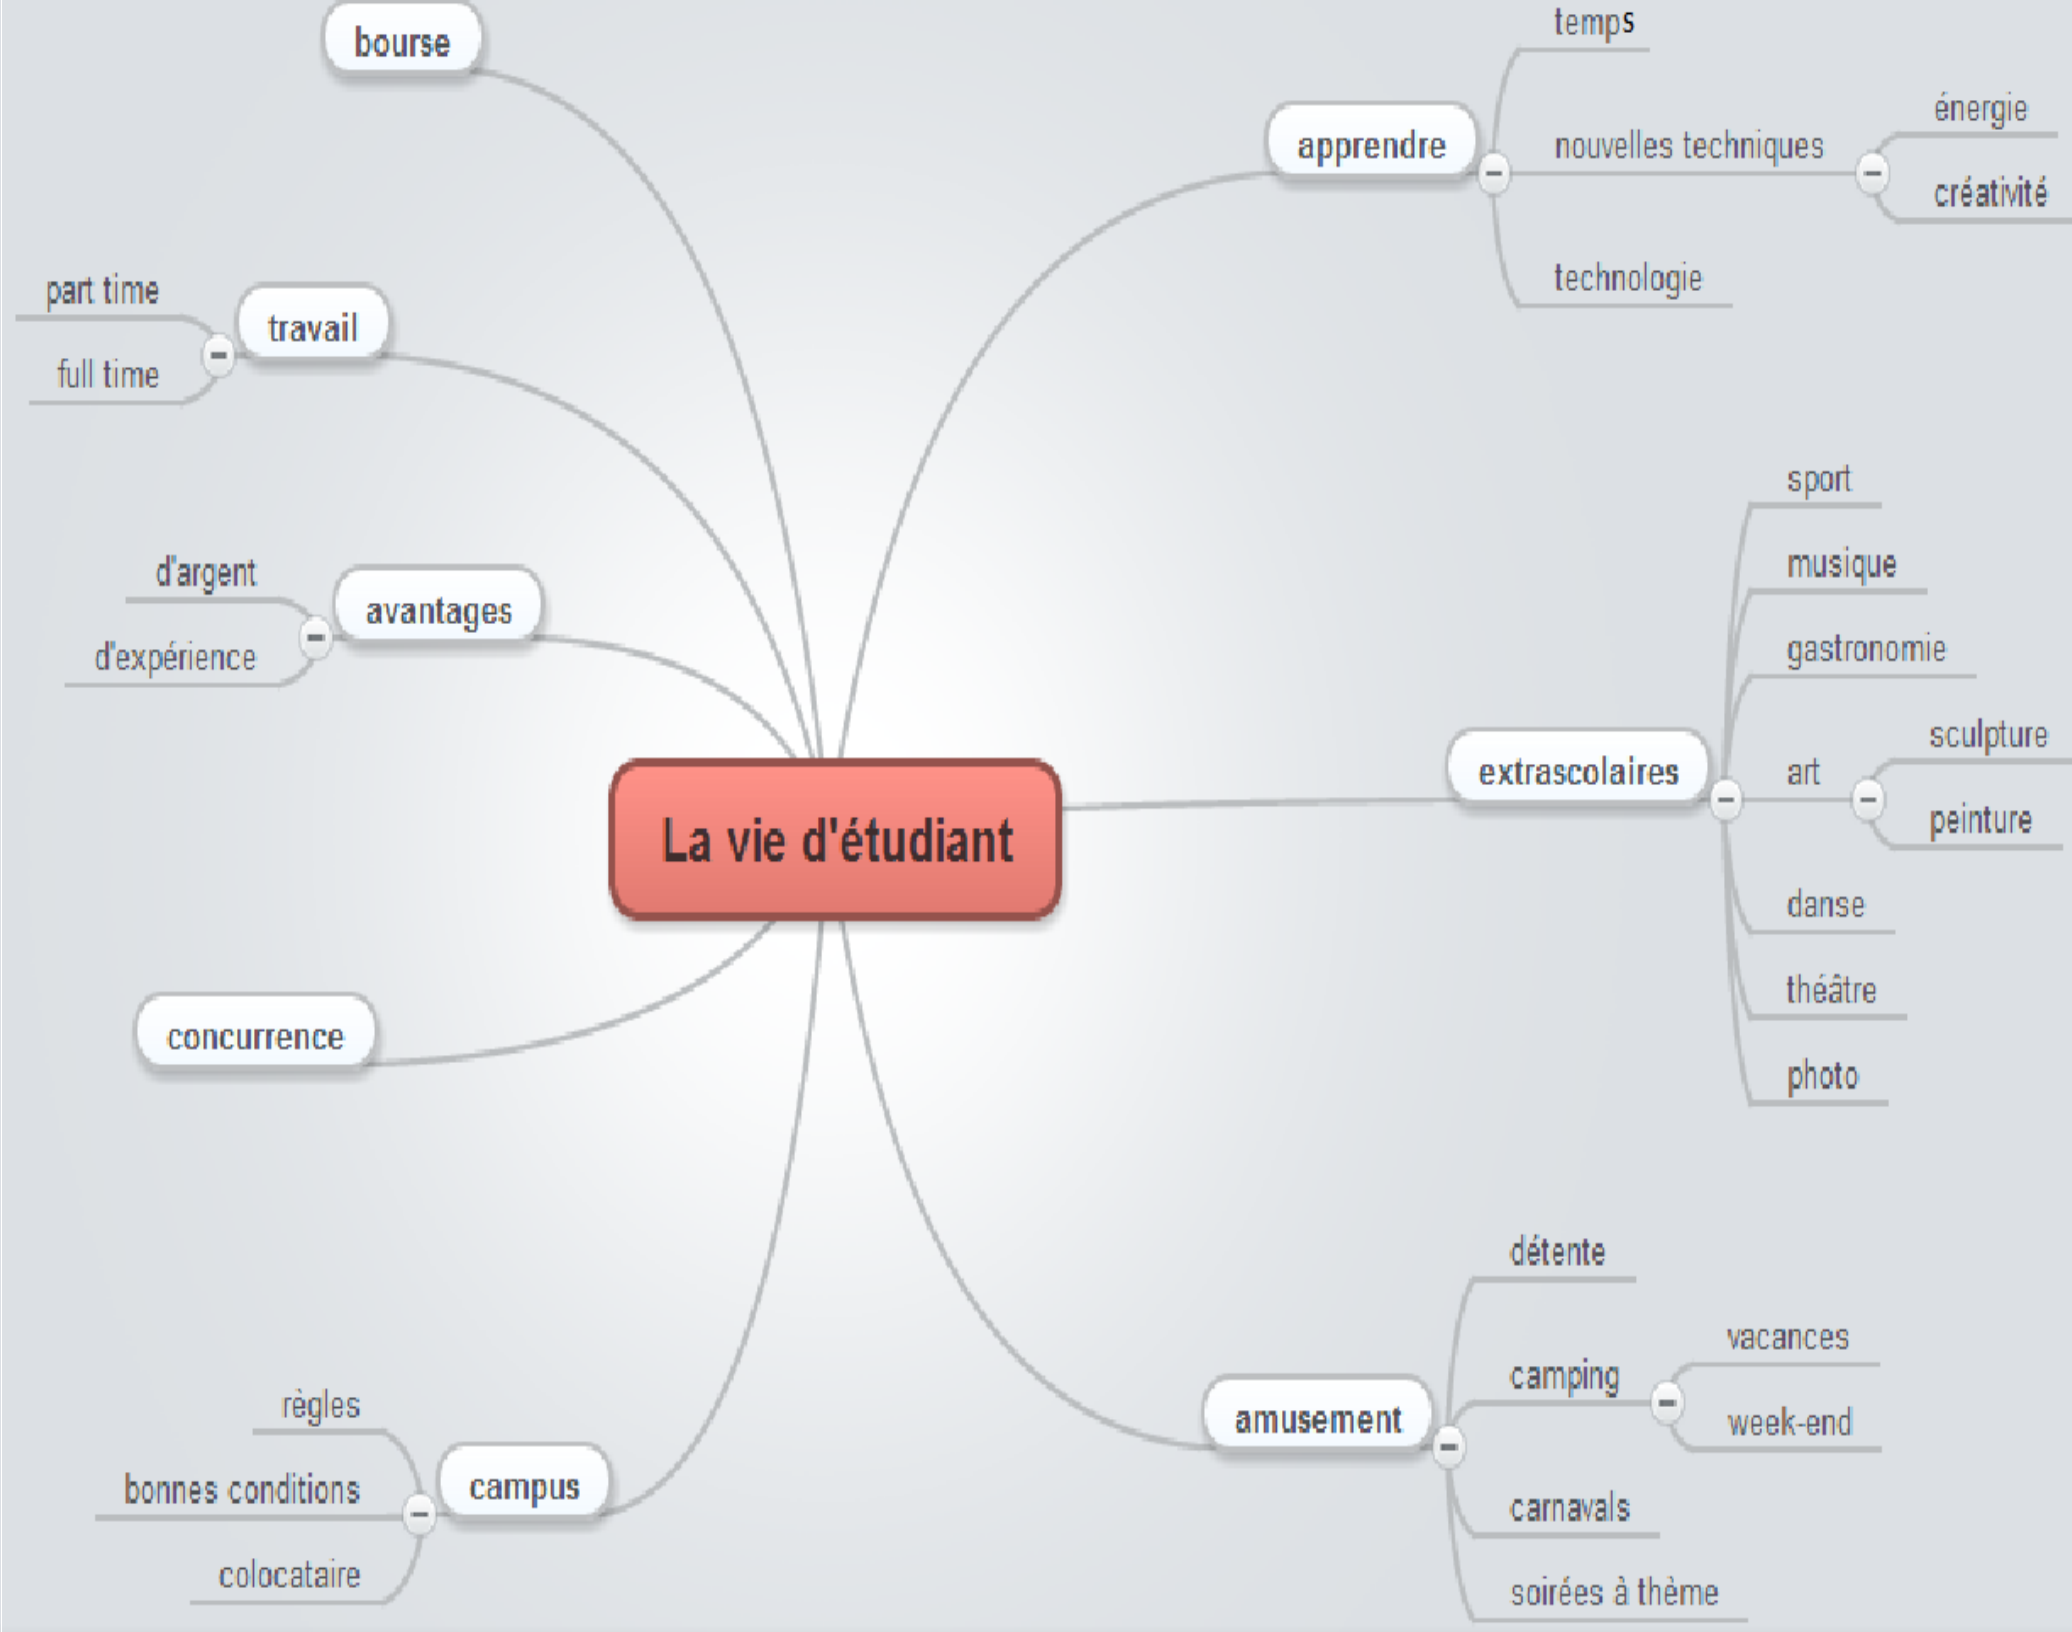 bourse
travail
part time
full time
avantages
d'argent
d'expérience
La vie d'étudiant
concurrence
campus
règles
bonnes conditions
colocataire
apprendre
temps
nouvelles techniques
énergie
créativité
technologie
extrascolaires
sport
musique
gastronomie
art
sculpture
peinture
danse
théâtre
photo
amusement
détente
camping
vacances
week-end
carnavals
soirées à thème